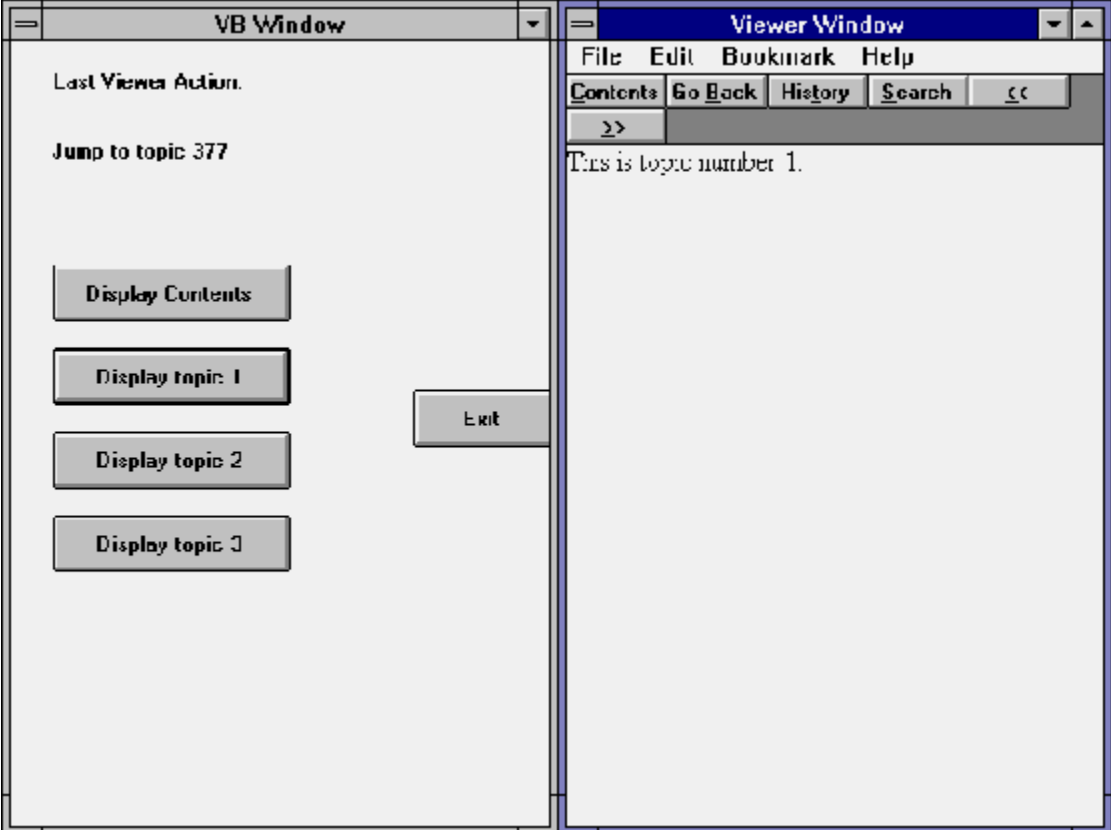 VB Window
Last Viewer Action.
Jump to topic 377
Display Contents
Display topic 1
Display topic 2
Display topic 3
Exit
Viewer Window
File Edit Bookmark Help
Contents Go Back History Search <<
>>
This is topic number 1.